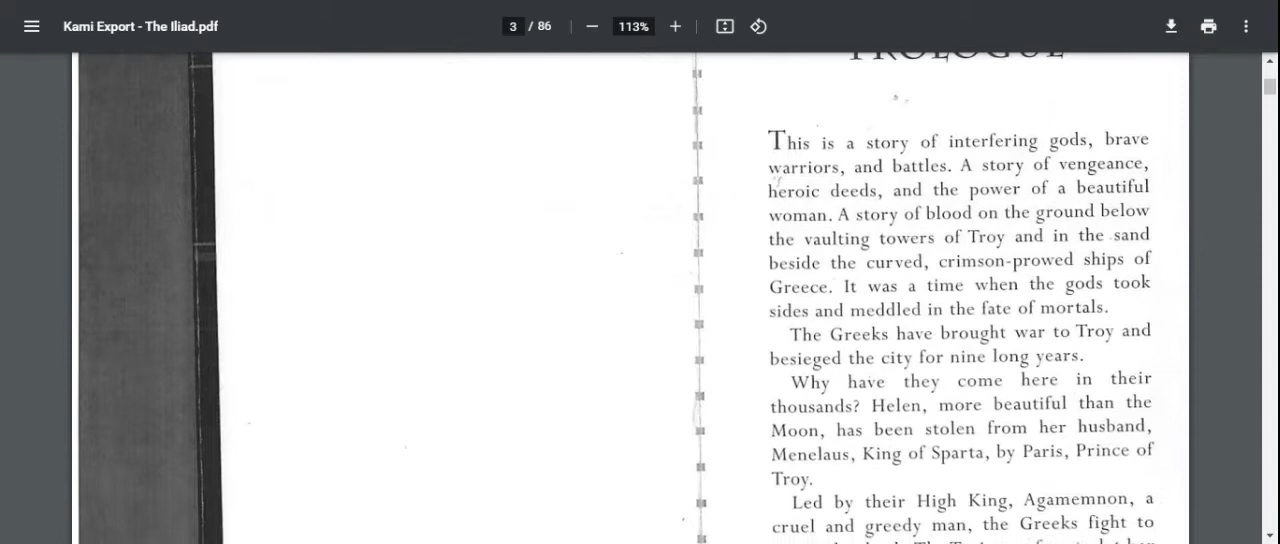 Kami Export - The Iliad.pdf
3 / 86
113%
PROLOGUE
This is a story of interfering gods, brave
warriors, and battles. A story of vengeance,
heroic deeds, and the power of a beautiful
woman. A story of blood on the ground below
the vaulting towers of Troy and in the sand
beside the curved, crimson-prowed ships of
Greece. It was a time when the gods took
sides and meddled in the fate of mortals.
The Greeks have brought war to Troy and
besieged the city for nine long years.
Why have they come here in their
thousands? Helen, more beautiful than the
Moon, has been stolen from her husband,
Menelaus, King of Sparta, by Paris, Prince of
Troy.
Led by their High King, Agamemnon, a
cruel and greedy man, the Greeks fight to